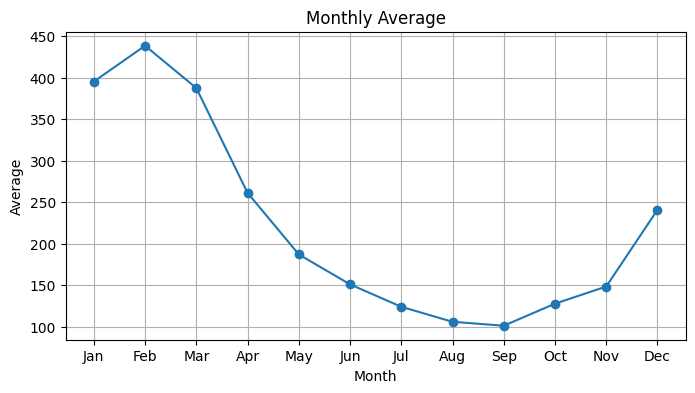 Monthly Average
450
400
350
300
250
200
150
100
Average
Jan Feb Mar Apr May Jun Jul Aug Sep Oct Nov Dec
Month